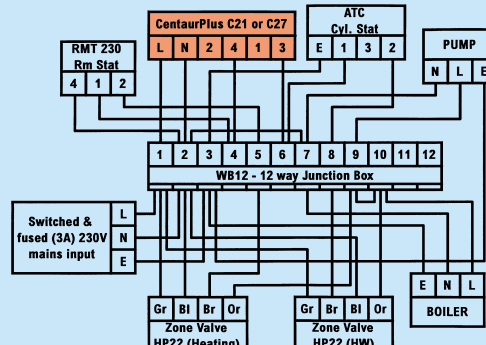 CentaurPlus C21 or C27
L N 2 4 1 3
ATC
Cyl. Stat
E 1 3 2
RMT 230
Rm Stat
4 1 2
PUMP
N L E
1 2 3 4 5 6 7 8 9 10 11 12
WB12 - 12 way Junction Box
Switched &
fused (3A) 230V
mains input
L
N
E
E N L
BOILER
Gr Bl Br Or
Zone Valve
HP22 (Heating)
Gr Br Bl Or
Zone Valve
HP22 (HW)